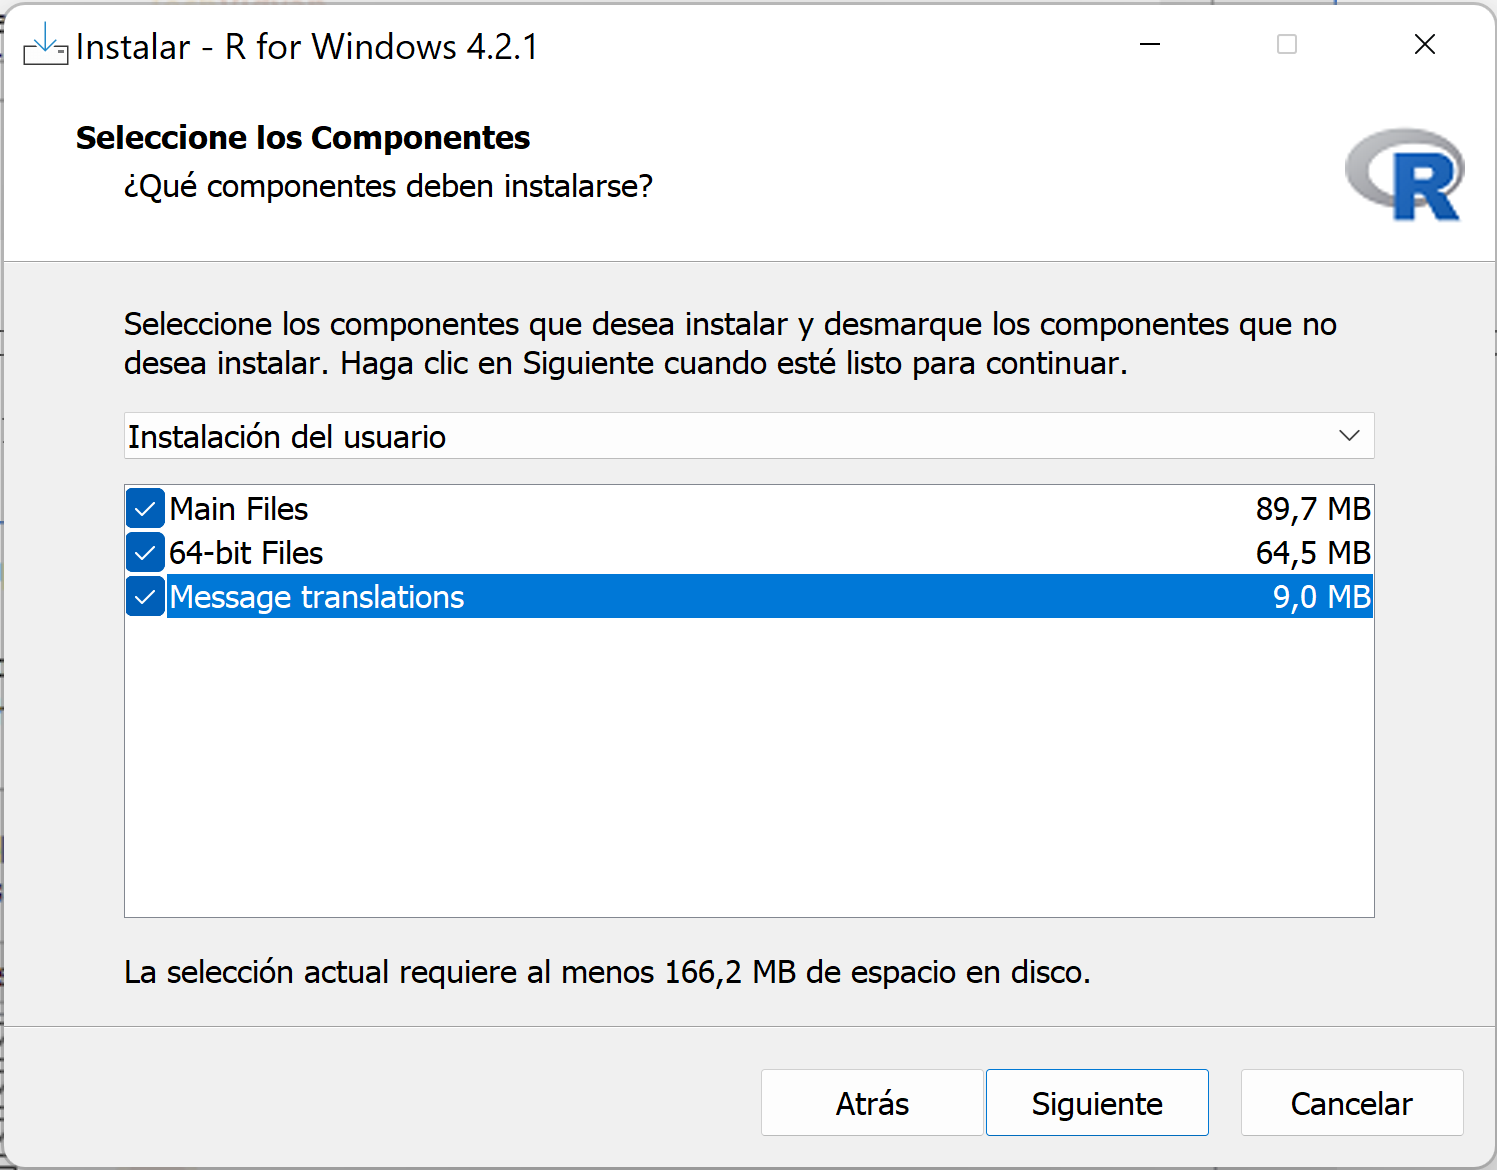 Instalar - R for Windows 4.2.1
Seleccione los Componentes
¿Qué componentes deben instalarse?
R
Seleccione los componentes que desea instalar y desmarque los componentes que no
desea instalar. Haga clic en Siguiente cuando esté listo para continuar.
Instalación del usuario
Main Files 89,7 MB
64-bit Files 64,5 MB
Message translations 9,0 MB
La selección actual requiere al menos 166,2 MB de espacio en disco.
Atrás Siguiente Cancelar